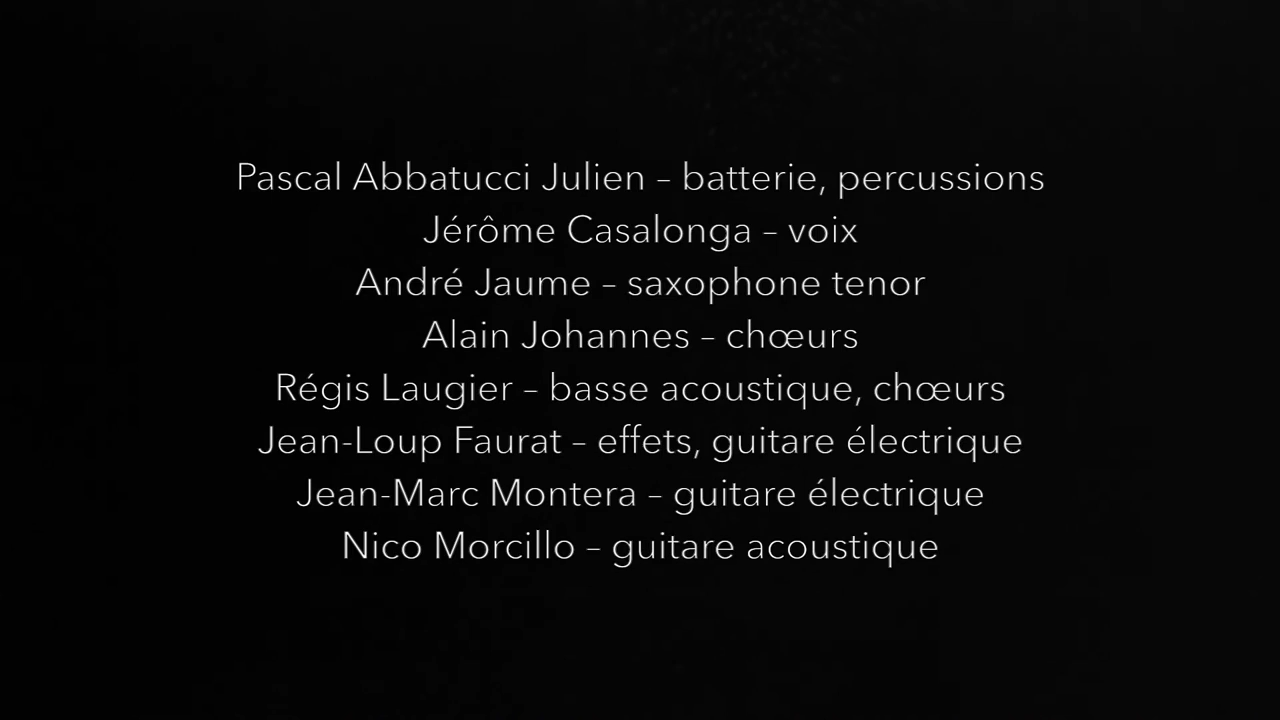 Pascal Abbatucci Julien – batterie, percussions
Jérôme Casalonga – voix
André Jaume – saxophone tenor
Alain Johannes – chœurs
Régis Laugier – basse acoustique, chœurs
Jean-Loup Faurat – effets, guitare électrique
Jean-Marc Montera – guitare électrique
Nico Morcillo – guitare acoustique